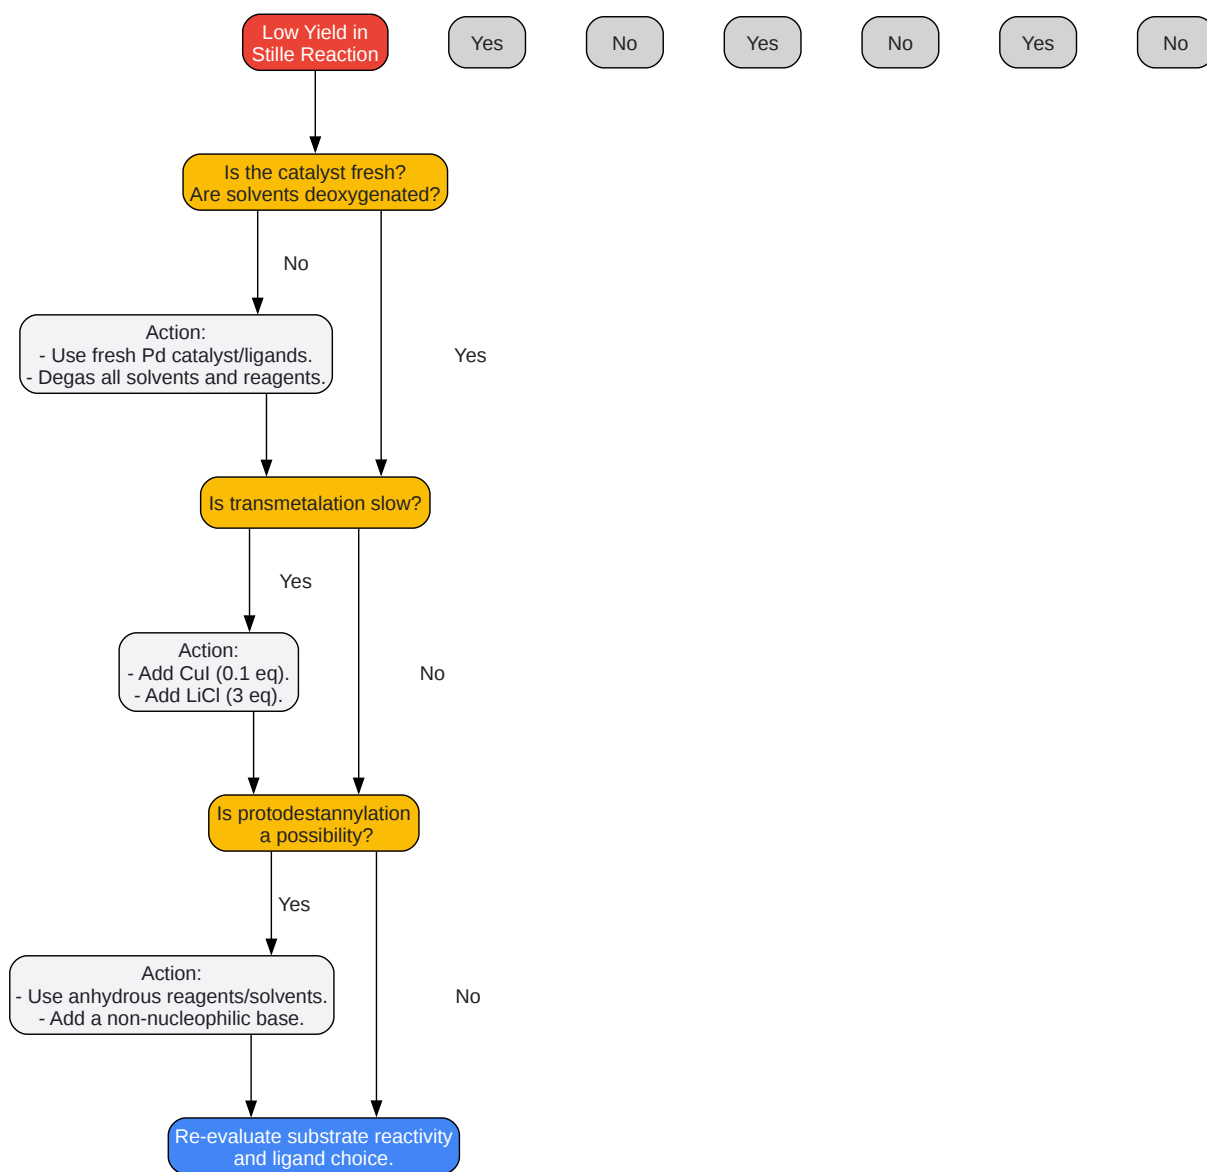 Low Yield in
Stille Reaction
Yes
No
Yes
No
Yes
No
Is the catalyst fresh?
Are solvents deoxygenated?
No
Action:
- Use fresh Pd catalyst/ligands.
- Degas all solvents and reagents.
Yes
Is transmetalation slow?
Yes
Action:
- Add CuI (0.1 eq).
- Add LiCl (3 eq).
No
Is protodestannylation
a possibility?
Yes
Action:
- Use anhydrous reagents/solvents.
- Add a non-nucleophilic base.
No
Re-evaluate substrate reactivity
and ligand choice.